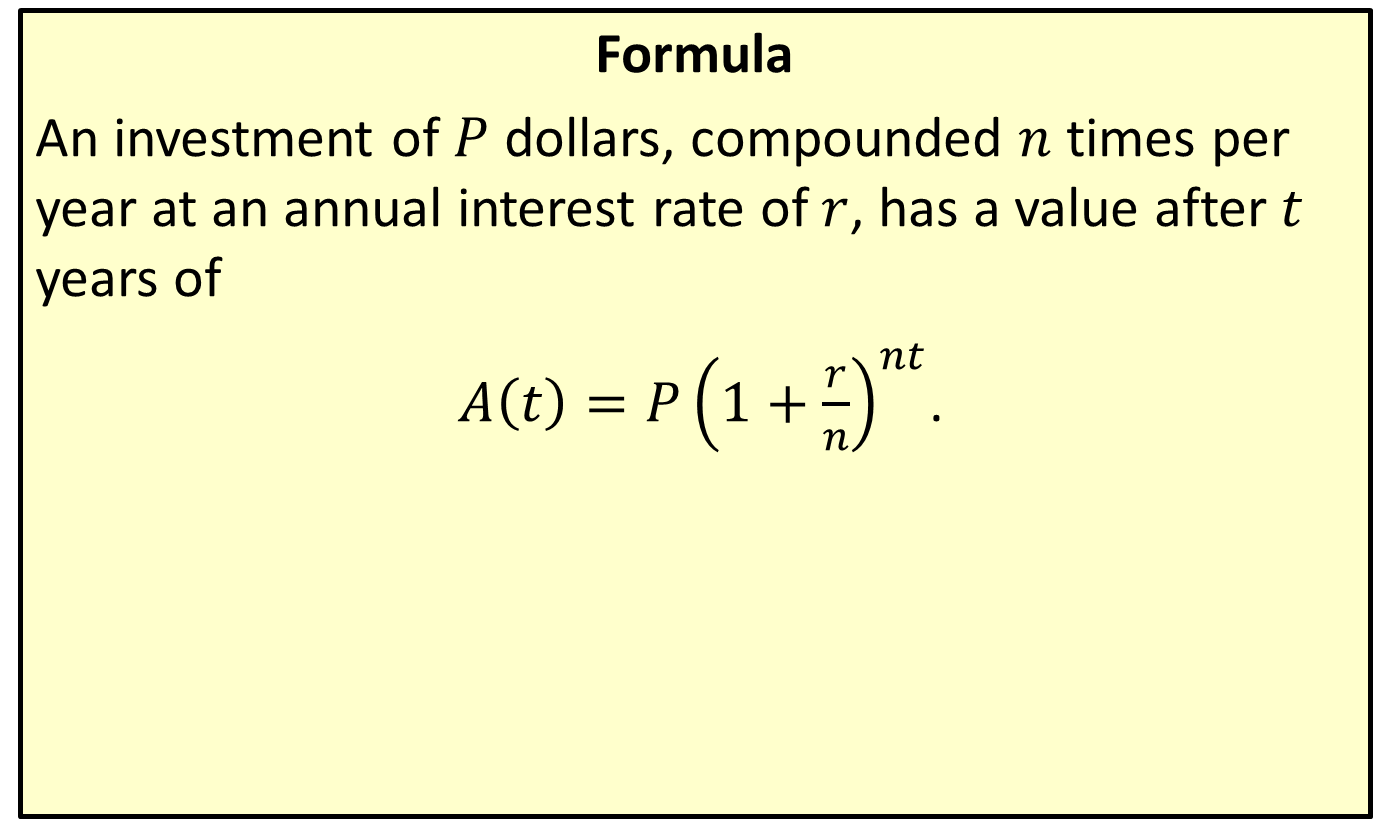 Formula
An investment of P dollars, compounded n times per
year at an annual interest rate of r, has a value after t
years of
A(t) = P(1 + r/n)^{nt}.